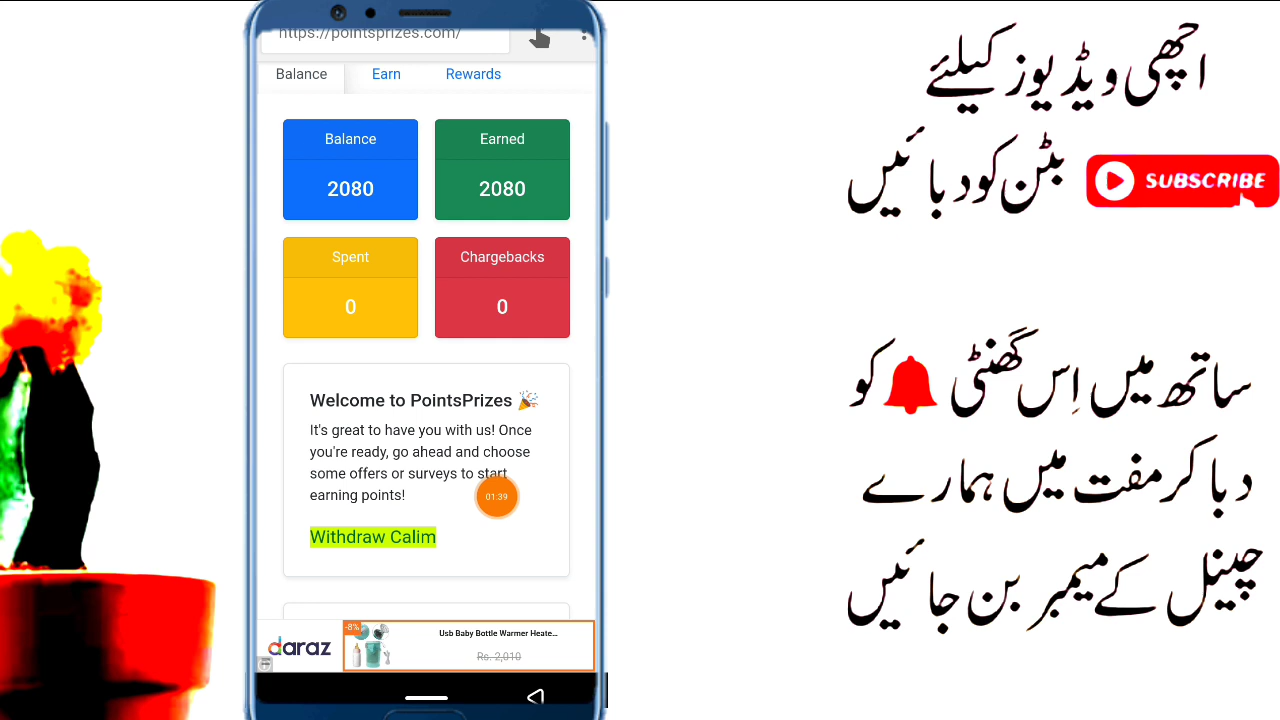 https://pointsprizes.com/
Balance Earn Rewards
Balance
2080
Earned
2080
Spent
0
Chargebacks
0
Welcome to PointsPrizes 🎉
It's great to have you with us! Once
you're ready, go ahead and choose
some offers or surveys to start
earning points!
01:39
Withdraw Calim
daraz
-8%
Usb Baby Bottle Warmer Heate...
Rs. 2,010
اچھی ویڈیوز کیلئے
SUBSCRIBE بٹن کو دبائیں
ساتھ میں اِس گھنٹی کو
دبا کر مفت میں ہمارے
چینل کے میمبر بن جائیں